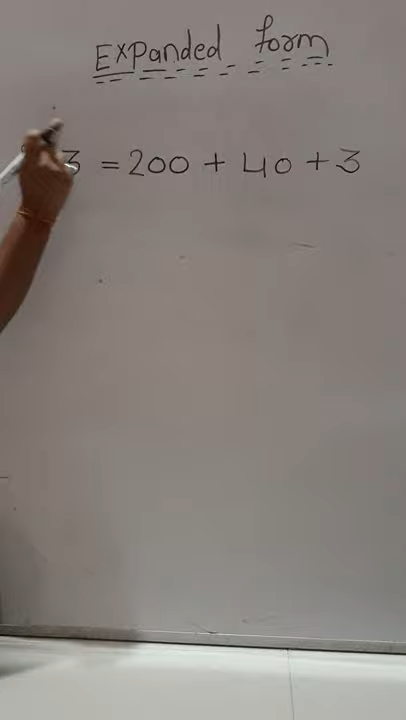 Expanded form
3 = 200 + 40 + 3